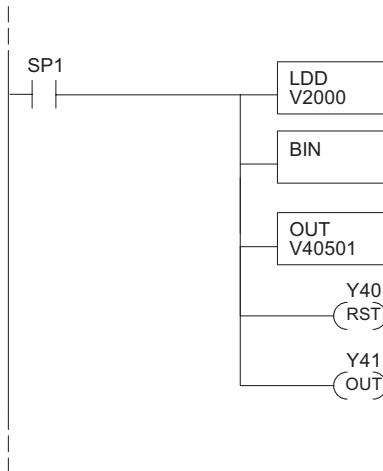 SP1
LDD
V2000
BIN
OUT
V40501
Y40
RST
Y41
OUT